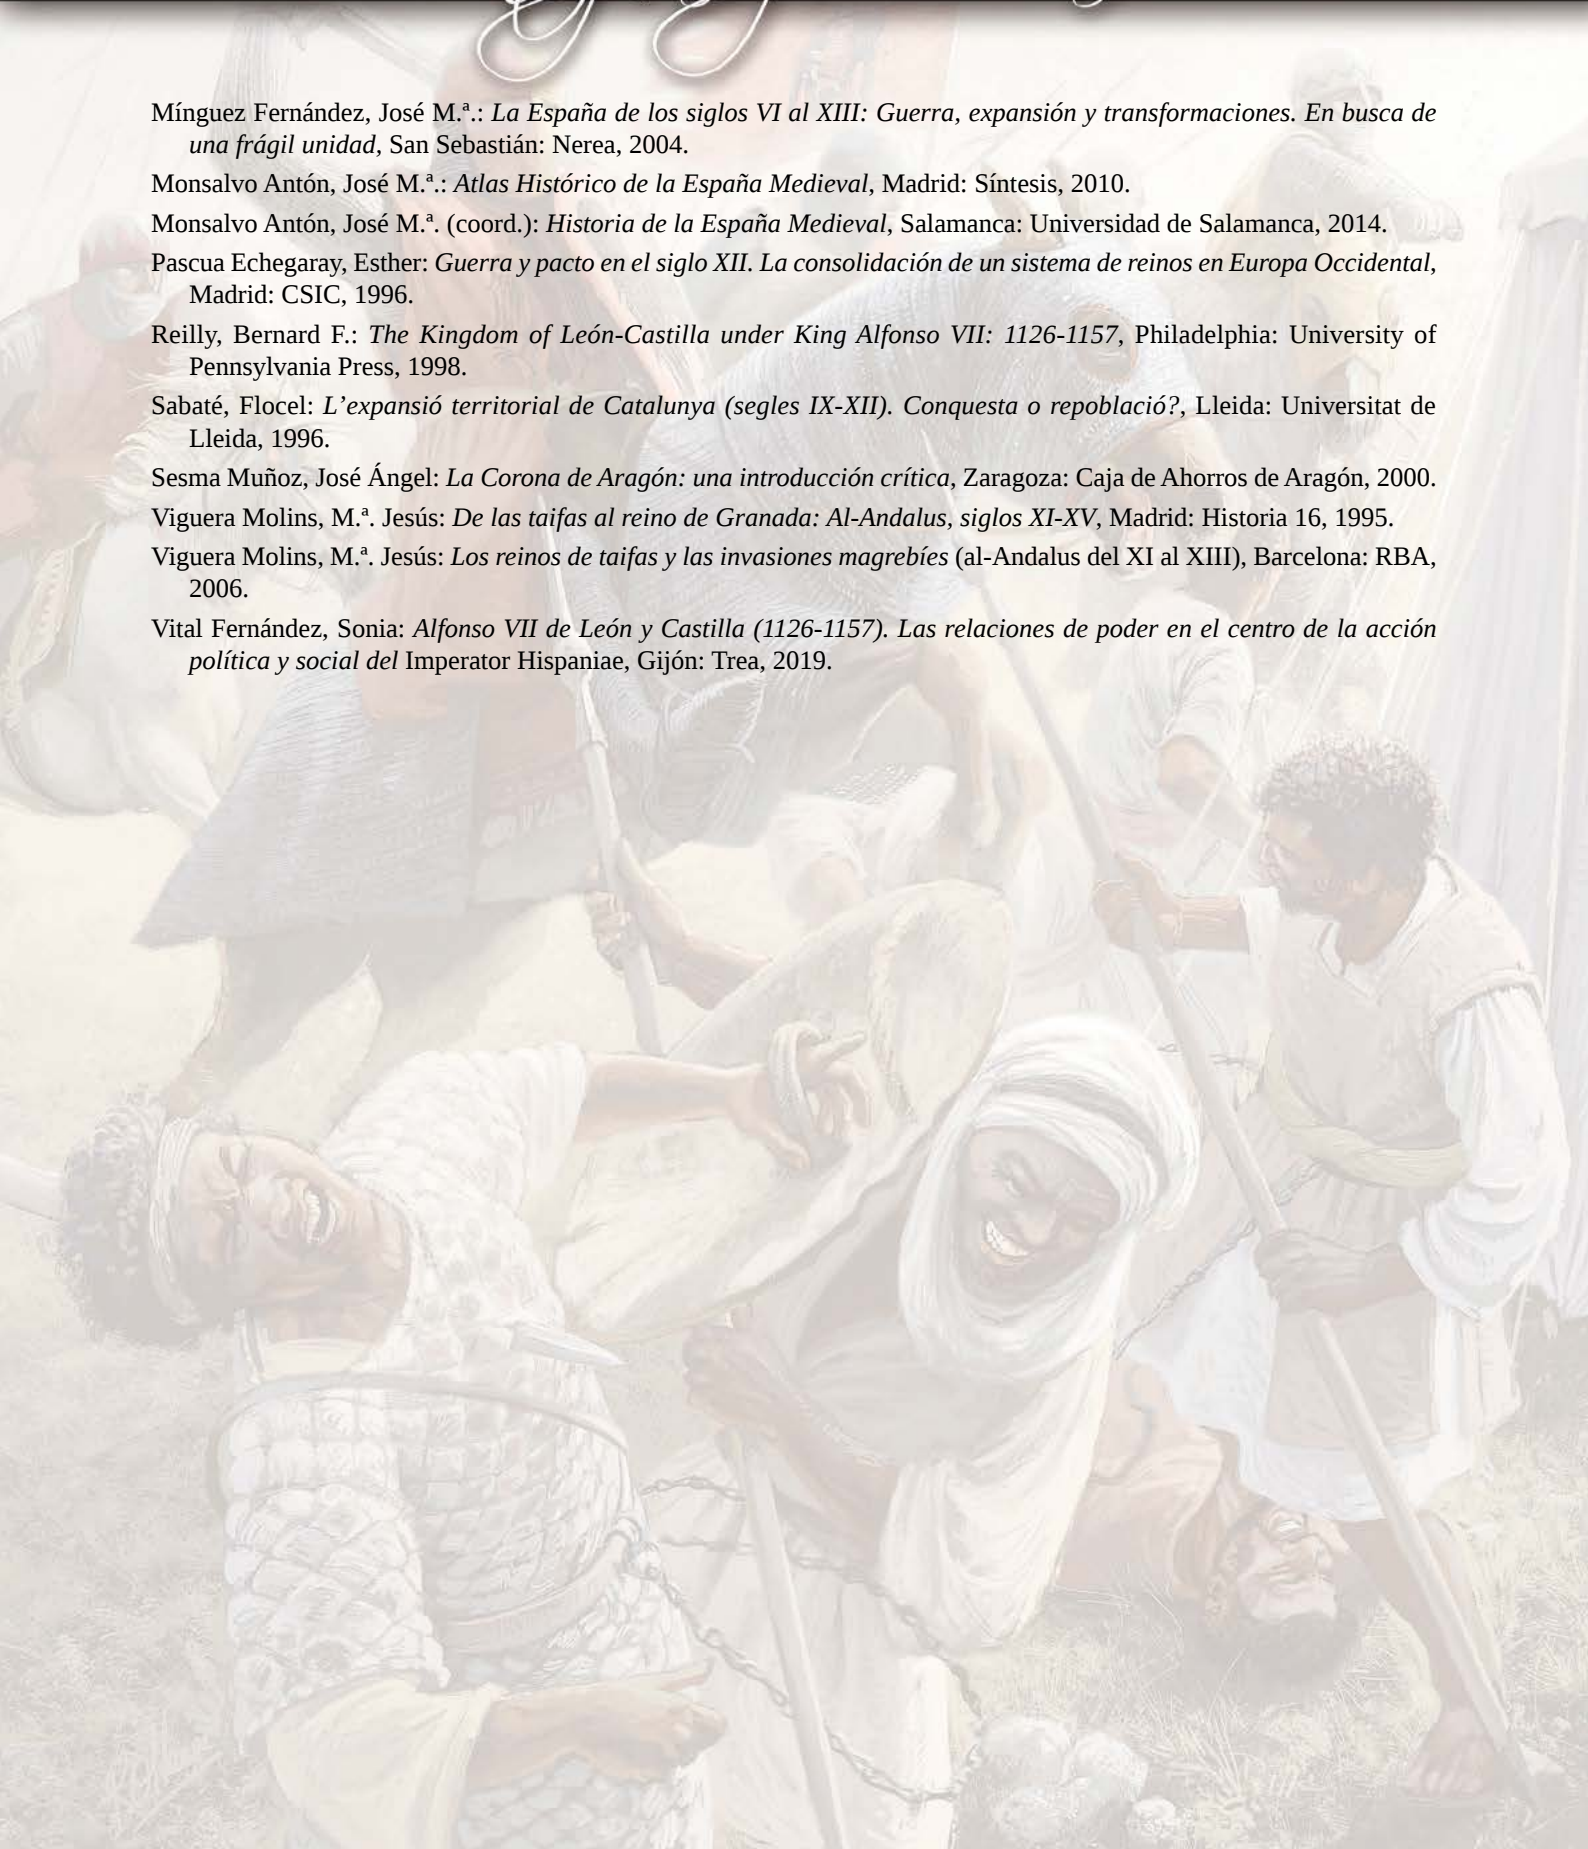 Mínguez Fernández, José M.ª.: La España de los siglos VI al XIII: Guerra, expansión y transformaciones. En busca de
una frágil unidad, San Sebastián: Nerea, 2004.
Monsalvo Antón, José M.ª.: Atlas Histórico de la España Medieval, Madrid: Síntesis, 2010.
Monsalvo Antón, José M.ª. (coord.): Historia de la España Medieval, Salamanca: Universidad de Salamanca, 2014.
Pascua Echegaray, Esther: Guerra y pacto en el siglo XII. La consolidación de un sistema de reinos en Europa Occidental,
Madrid: CSIC, 1996.
Reilly, Bernard F.: The Kingdom of León-Castilla under King Alfonso VII: 1126-1157, Philadelphia: University of
Pennsylvania Press, 1998.
Sabaté, Flocel: L’expansió territorial de Catalunya (segles IX-XII). Conquesta o repoblació?, Lleida: Universitat de
Lleida, 1996.
Sesma Muñoz, José Ángel: La Corona de Aragón: una introducción crítica, Zaragoza: Caja de Ahorros de Aragón, 2000.
Viguera Molins, M.ª. Jesús: De las taifas al reino de Granada: Al-Andalus, siglos XI-XV, Madrid: Historia 16, 1995.
Viguera Molins, M.ª. Jesús: Los reinos de taifas y las invasiones magrebíes (al-Andalus del XI al XIII), Barcelona: RBA,
2006.
Vital Fernández, Sonia: Alfonso VII de León y Castilla (1126-1157). Las relaciones de poder en el centro de la acción
política y social del Imperator Hispaniae, Gijón: Trea, 2019.